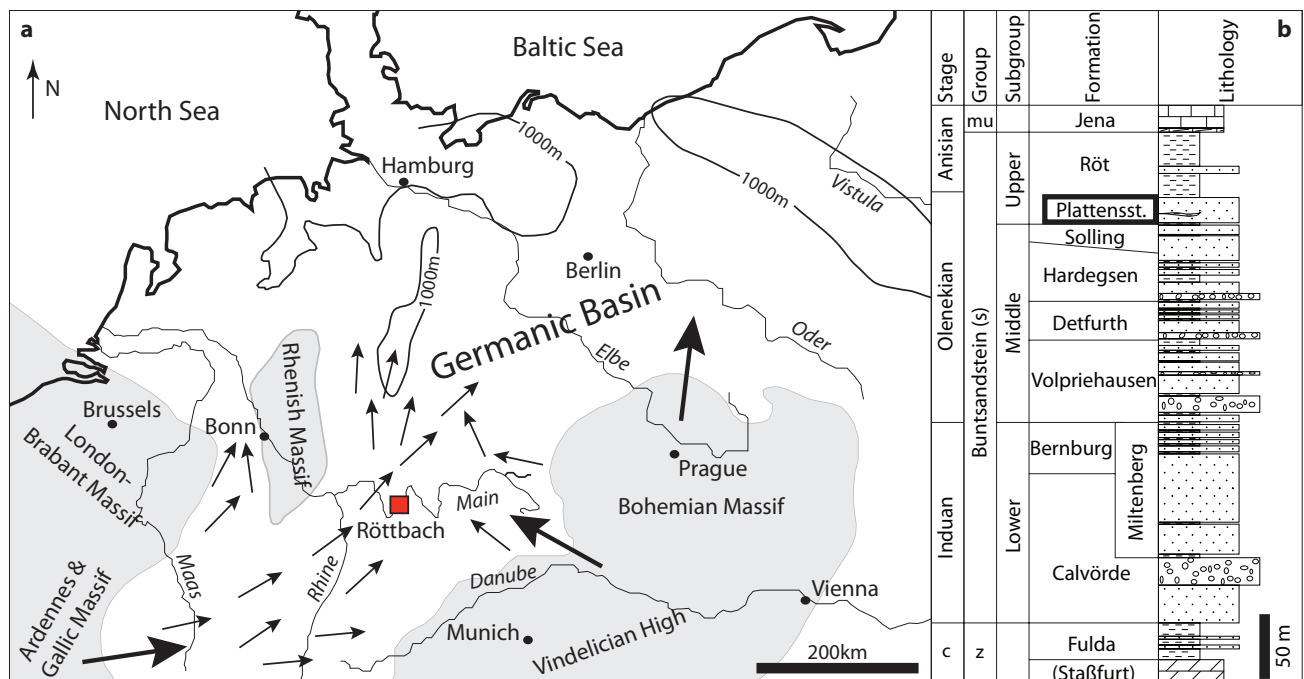 a
N
North Sea
Baltic Sea
Hamburg
1000m
1000m
Vistula
1000m
Berlin
Germanic Basin
Oder
Elbe
Rhenish Massif
Brussels
London-
Brabant Massif
Bonn
Prague
Bohemian Massif
Main
Röttbach
Maas
Rhine
Danube
Vienna
Ardennes &
Gallic Massif
Munich
Vindelician High
200km
b
Stage
Group
Subgroup
Formation
Lithology
Anisian
mu
Jena
Upper
Röt
Plattensst.
Olenekian
Buntsandstein (s)
Middle
Solling
Hardegsen
Detfurth
Volpriehausen
Induan
Lower
Bernburg
Miltenberg
Calvörde
c
z
Fulda
(Staßfurt)
50 m